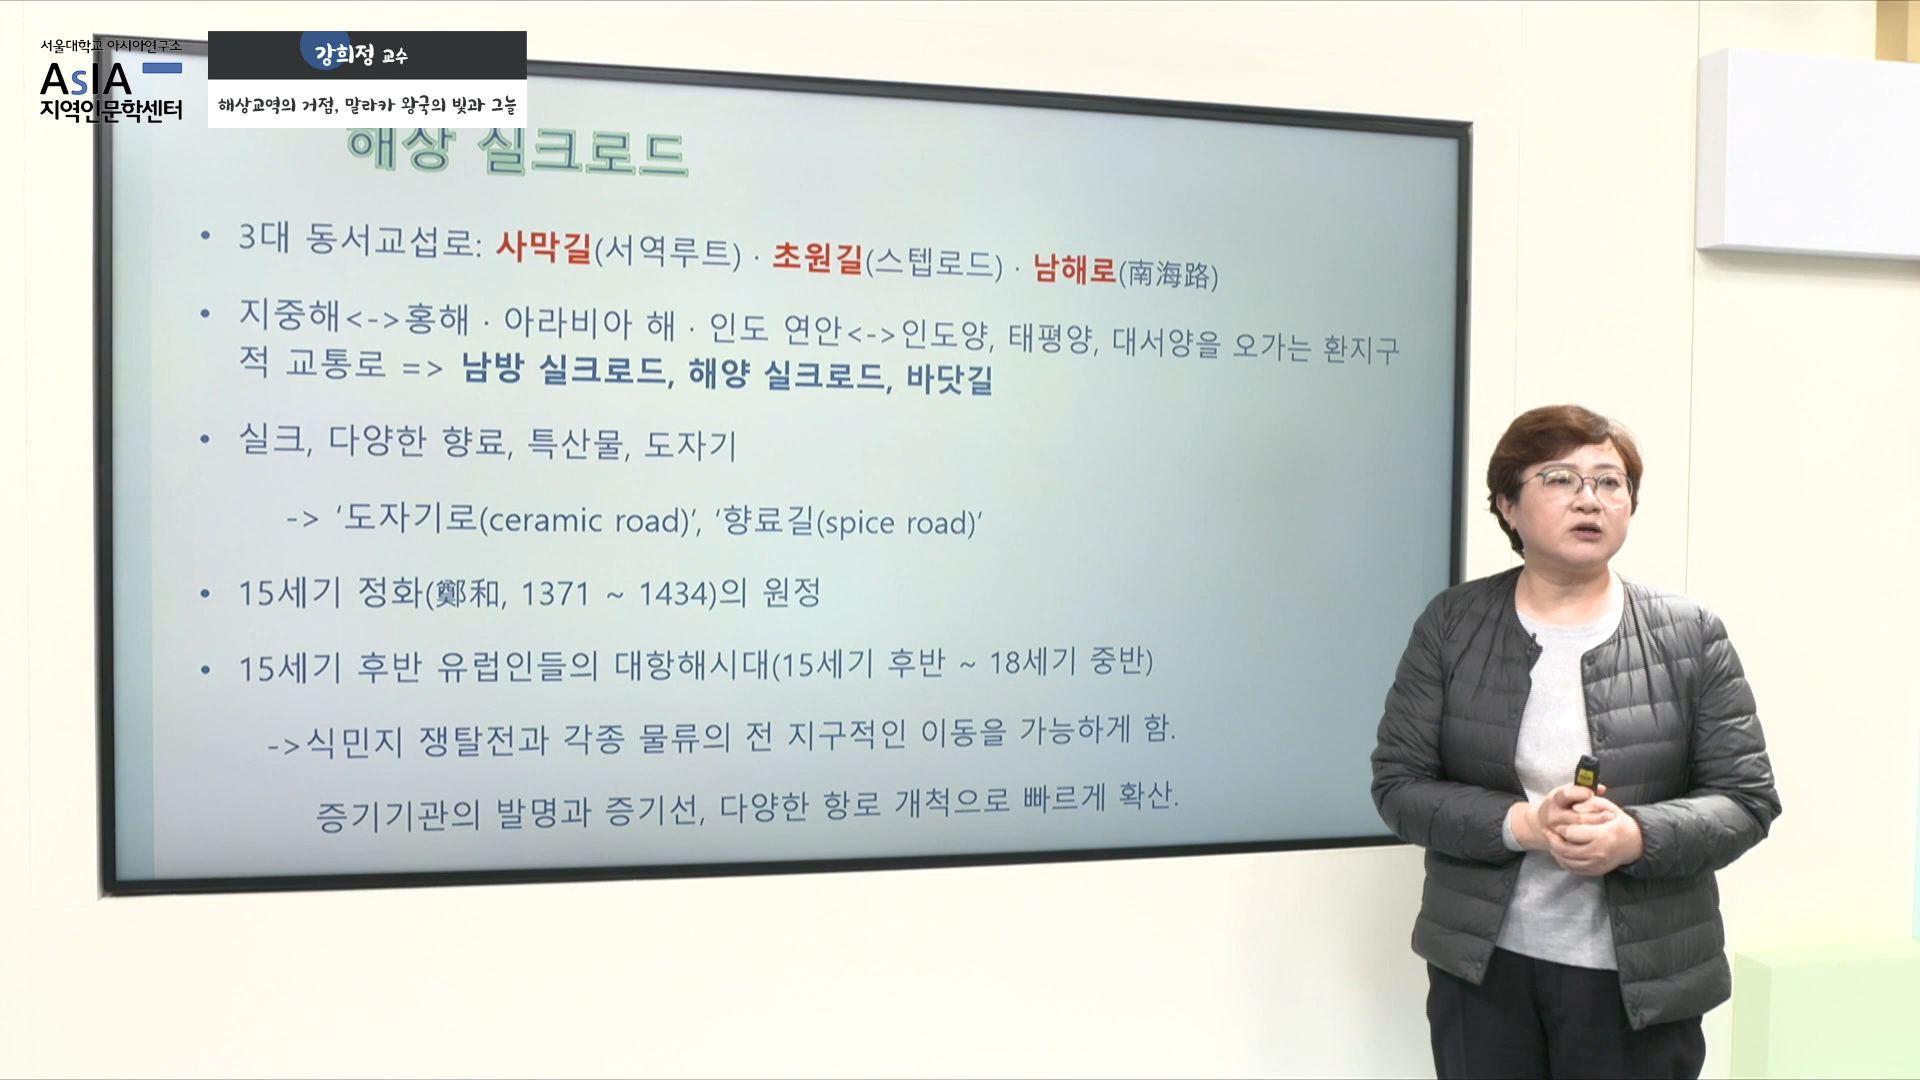 서울대학교 아시아연구소
AsIA
지역인문학센터
강희정 교수
해상교역의 거점, 말라카 왕국의 빛과 그늘
해상 실크로드
• 3대 동서교섭로: 사막길(서역루트) · 초원길(스텝로드) · 남해로(南海路)
• 지중해<->홍해 · 아라비아 해 · 인도 연안<->인도양, 태평양, 대서양을 오가는 환지구
적 교통로 => 남방 실크로드, 해양 실크로드, 바닷길
• 실크, 다양한 향료, 특산물, 도자기
-> ‘도자기로(ceramic road)’, ‘향료길(spice road)’
• 15세기 정화(鄭和, 1371 ~ 1434)의 원정
• 15세기 후반 유럽인들의 대항해시대(15세기 후반 ~ 18세기 중반)
->식민지 쟁탈전과 각종 물류의 전 지구적인 이동을 가능하게 함.
증기기관의 발명과 증기선, 다양한 항로 개척으로 빠르게 확산.